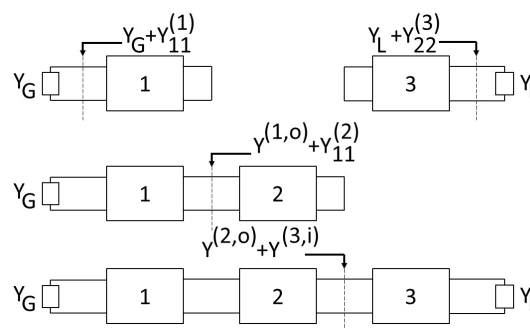 Y_G+Y_11^(1) Y_L+Y_22^(3)
Y_G 1 3 Y
Y^(1,o)+Y_11^(2)
Y_G 1 2
Y^(2,o)+Y^(3,i)
Y_G 1 2 3 Y